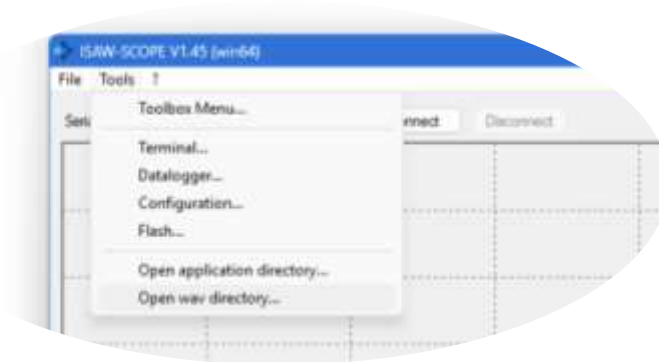 ISAW-SCOPE V1.45 (win64)
File Tools ?
Toolbox Menu...
Disconnect
Terminal...
Datalogger...
Configuration...
Flash...
Open application directory...
Open wav directory...